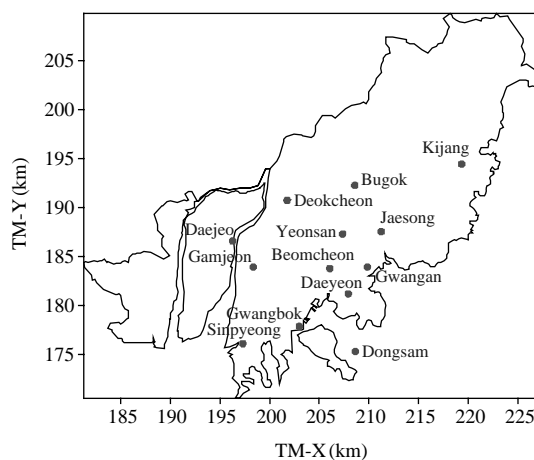 205
200
195
190
185
180
175
TM-Y (km)
Kijang
Bugok
Deokcheon
Jaesong
Daejeo
Yeonsan
Gamjeon
Beomcheon
Gwangan
Daeyeon
Gwangbok
Sinpyeong
Dongsam
185
190
195
200
205
210
215
220
225
TM-X (km)